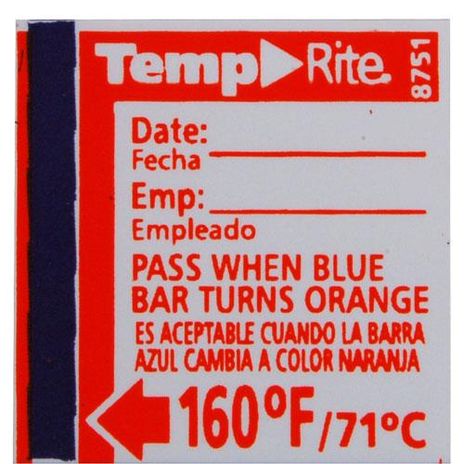 Temp Rite 8751
Date:
Fecha
Emp:
Empleado
PASS WHEN BLUE
BAR TURNS ORANGE
ES ACEPTABLE CUANDO LA BARRA
AZUL CAMBIA A COLOR NARANJA
160°F/71°C